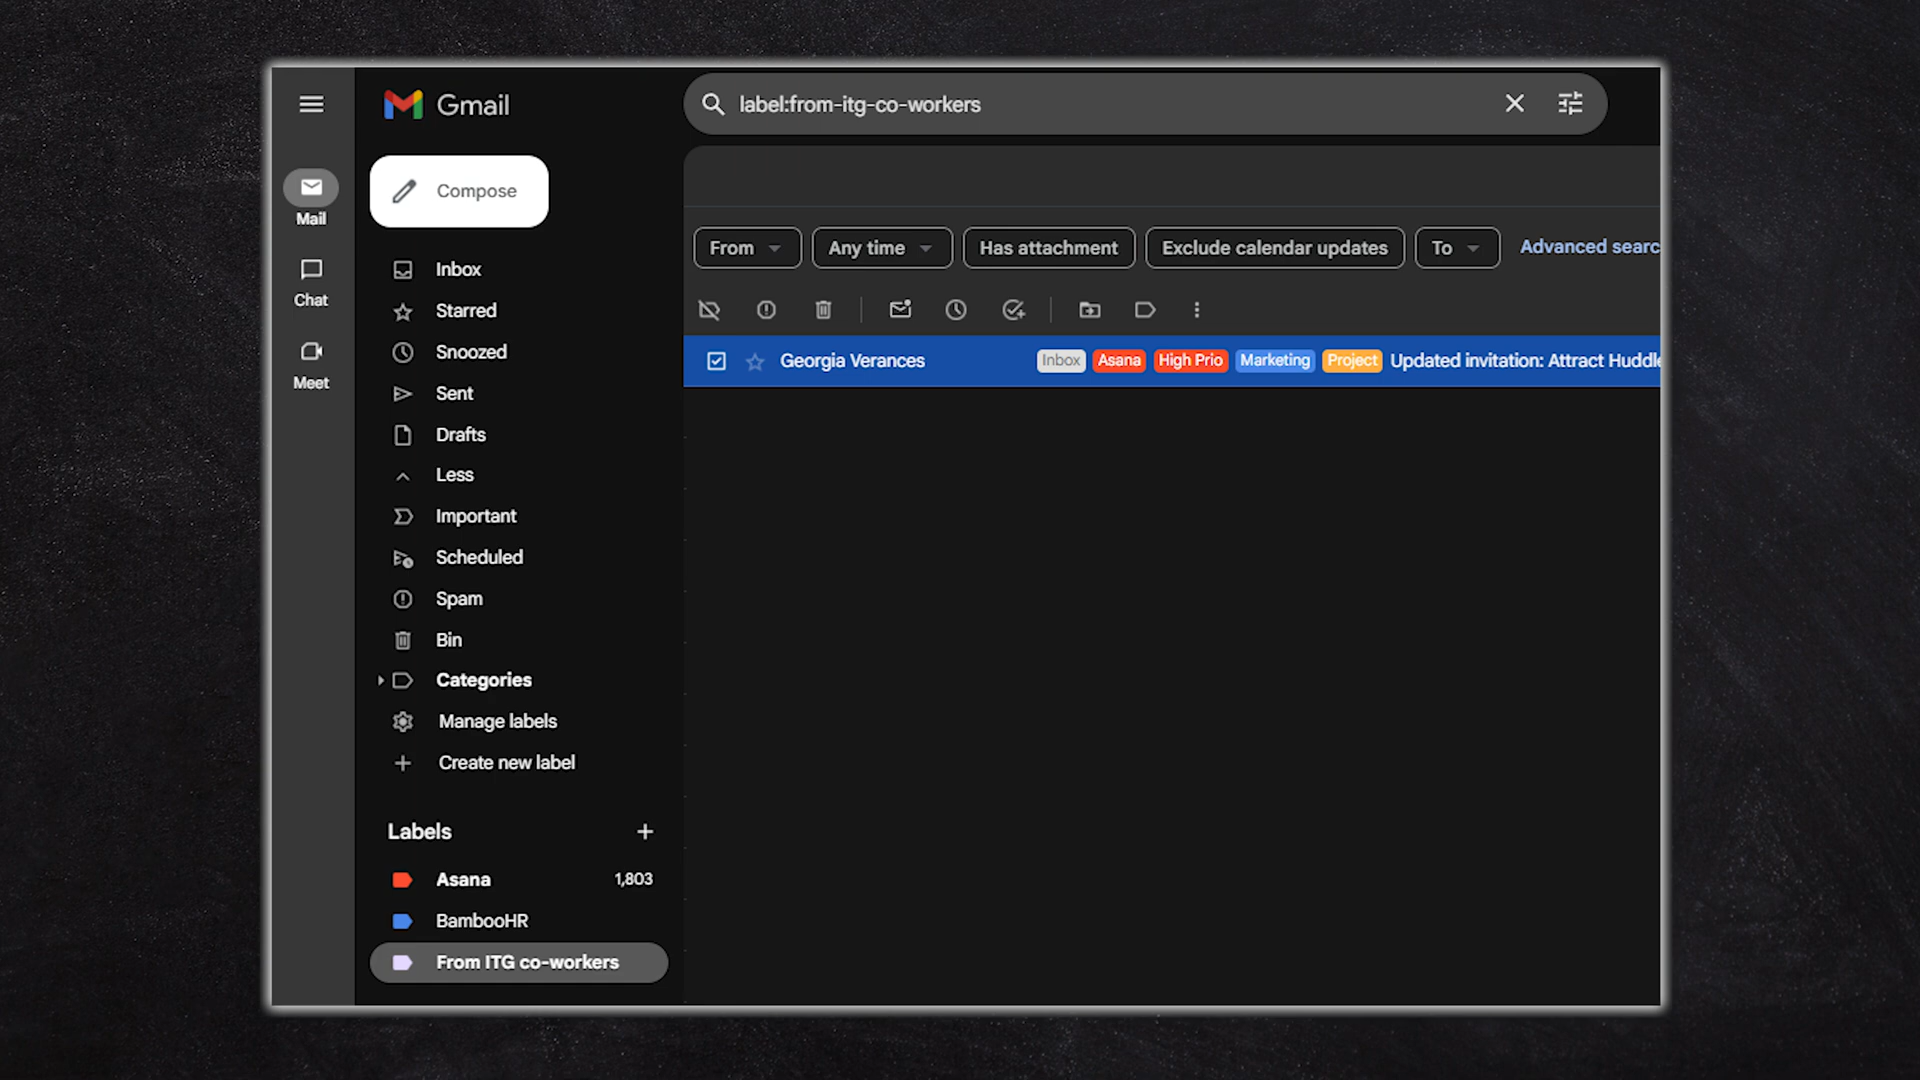 Gmail
label:from-itg-co-workers
Mail
Chat
Meet
Compose
Inbox
Starred
Snoozed
Sent
Drafts
Less
Important
Scheduled
Spam
Bin
Categories
Manage labels
Create new label
Labels
Asana 1,803
BambooHR
From ITG co-workers
From Any time Has attachment Exclude calendar updates To Advanced searc
Georgia Verances Inbox Asana High Prio Marketing Project Updated invitation: Attract Huddle